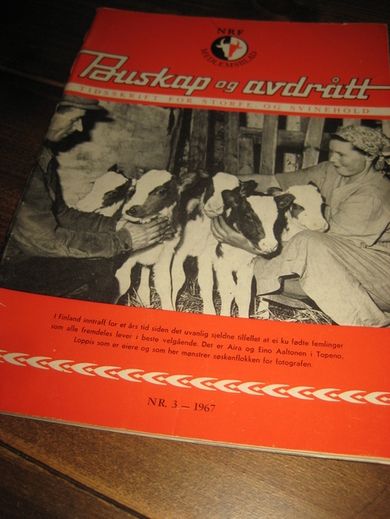 NRF
MEDLEMSBLAD
Buskap og avdrått
TIDSSKRIFT FOR STORFE- OG SVINEHOLD
I Finland inntraff for et års tid siden det uvanlig sjeldne tilfellet at ei ku fødte femlinger
som alle fremdeles lever i beste velgående. Det er Aira og Eino Aaltonen i Topeno,
Loppis som er eiere og som her mønstrer søskenflokken for fotografen.
NR. 3 — 1967